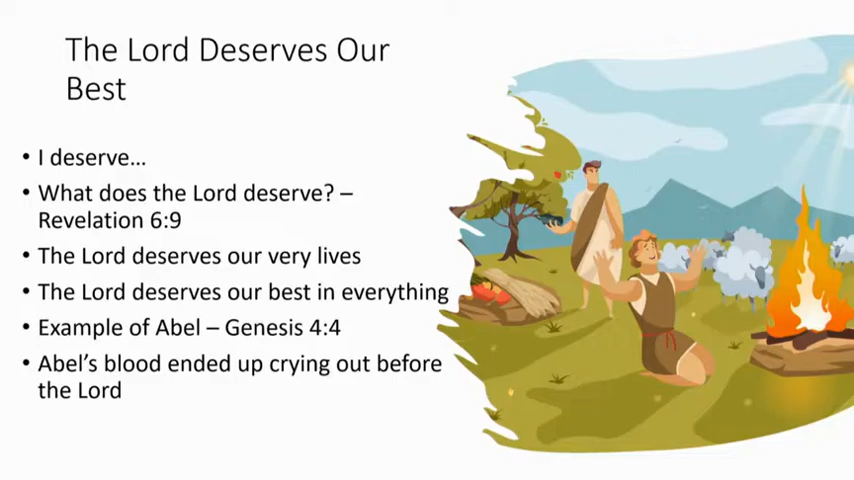 The Lord Deserves Our
Best
• I deserve...
• What does the Lord deserve? –
Revelation 6:9
• The Lord deserves our very lives
• The Lord deserves our best in everything
• Example of Abel – Genesis 4:4
• Abel's blood ended up crying out before
the Lord